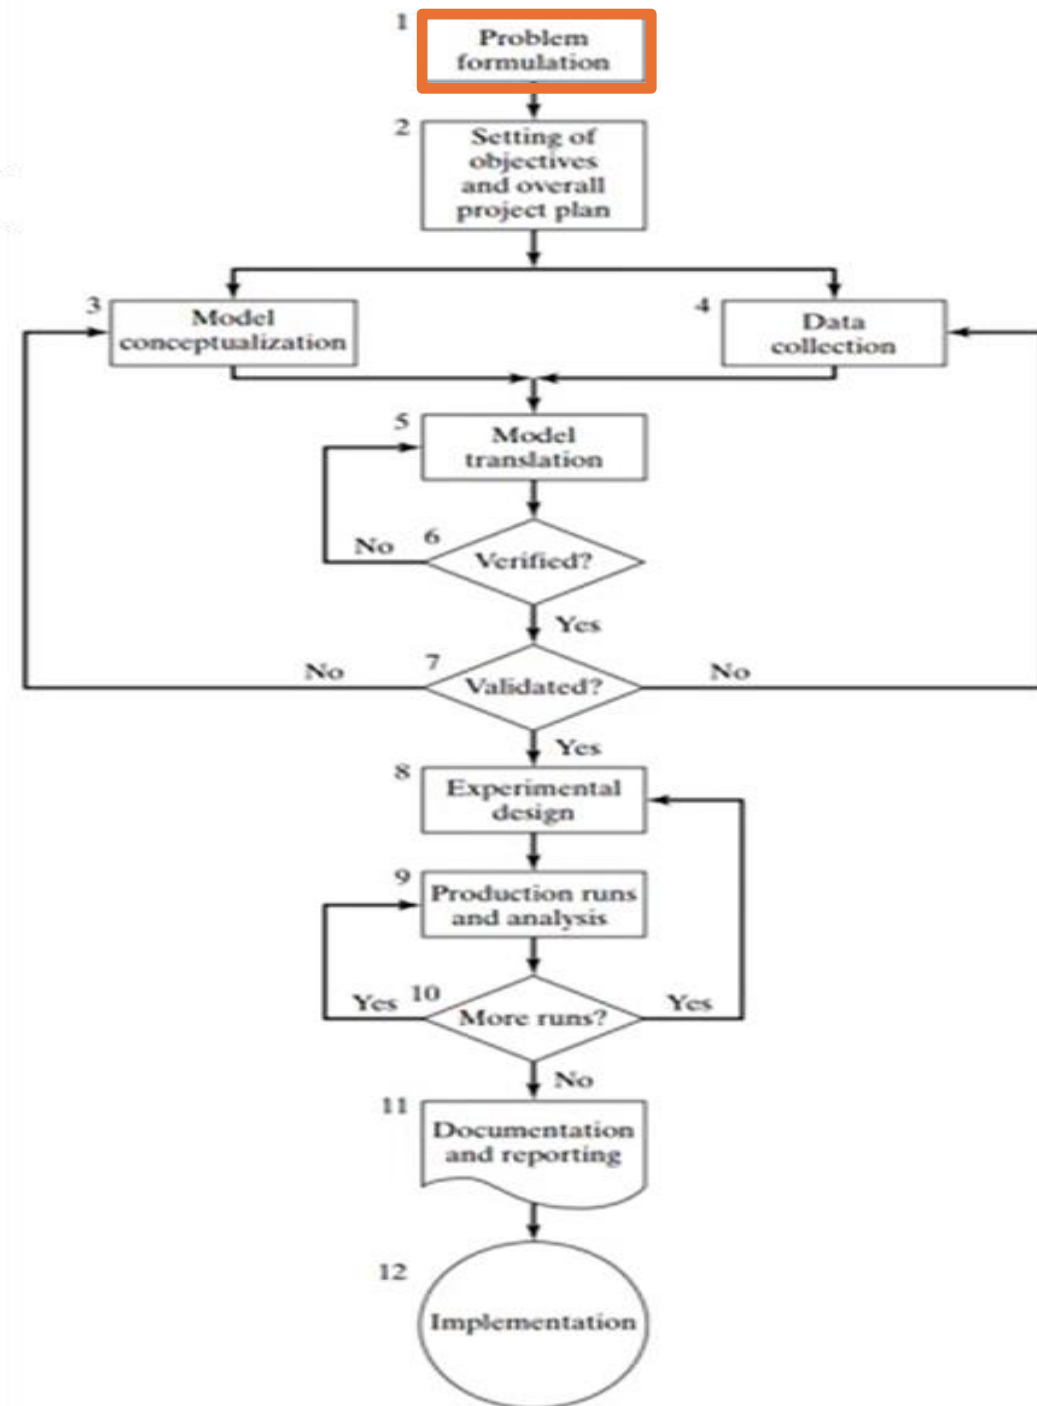 1
Problem
formulation
2
Setting of
objectives
and overall
project plan
3
Model
conceptualization
4
Data
collection
5
Model
translation
6
No
Verified?
Yes
7
No
Validated?
No
Yes
8
Experimental
design
9
Production runs
and analysis
10
Yes
More runs?
Yes
No
11
Documentation
and reporting
12
Implementation